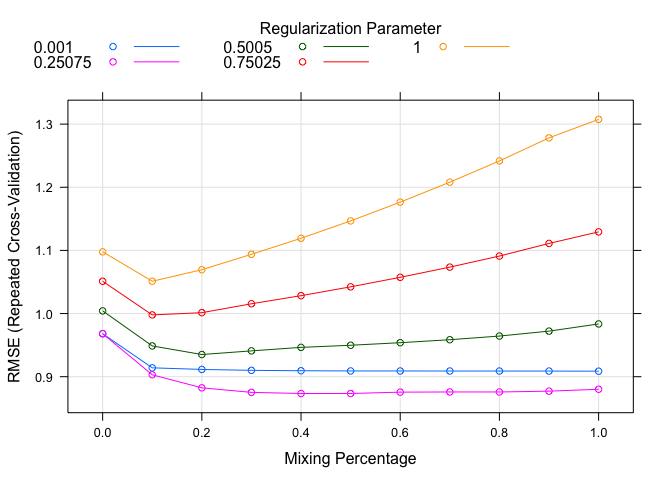 Regularization Parameter
0.001 0.5005 1
0.25075 0.75025
RMSE (Repeated Cross-Validation)
1.3
1.2
1.1
1.0
0.9
0.0 0.2 0.4 0.6 0.8 1.0
Mixing Percentage